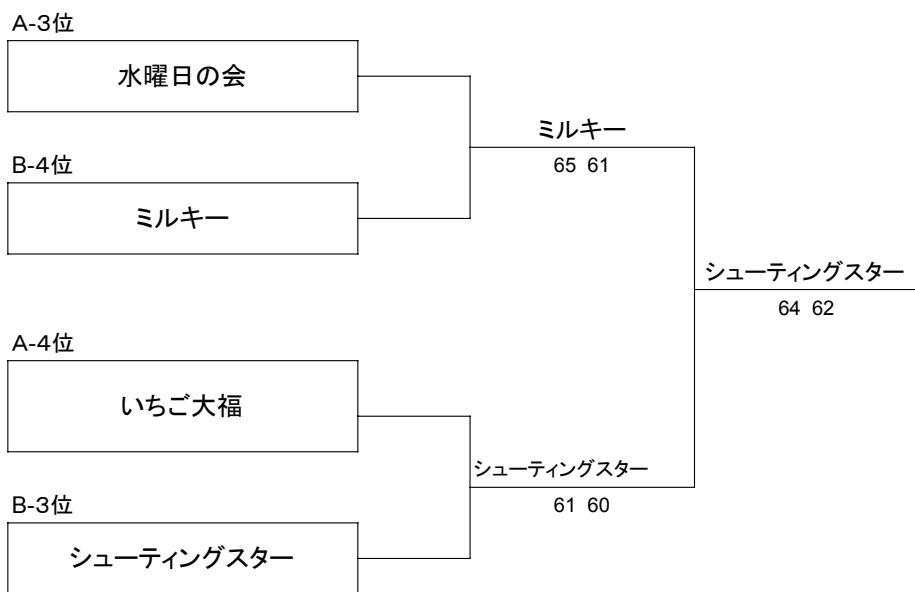 A-3位
水曜日の会
ミルキー
65 61
B-4位
ミルキー
シューティングスター
64 62
A-4位
いちご大福
シューティングスター
61 60
B-3位
シューティングスター